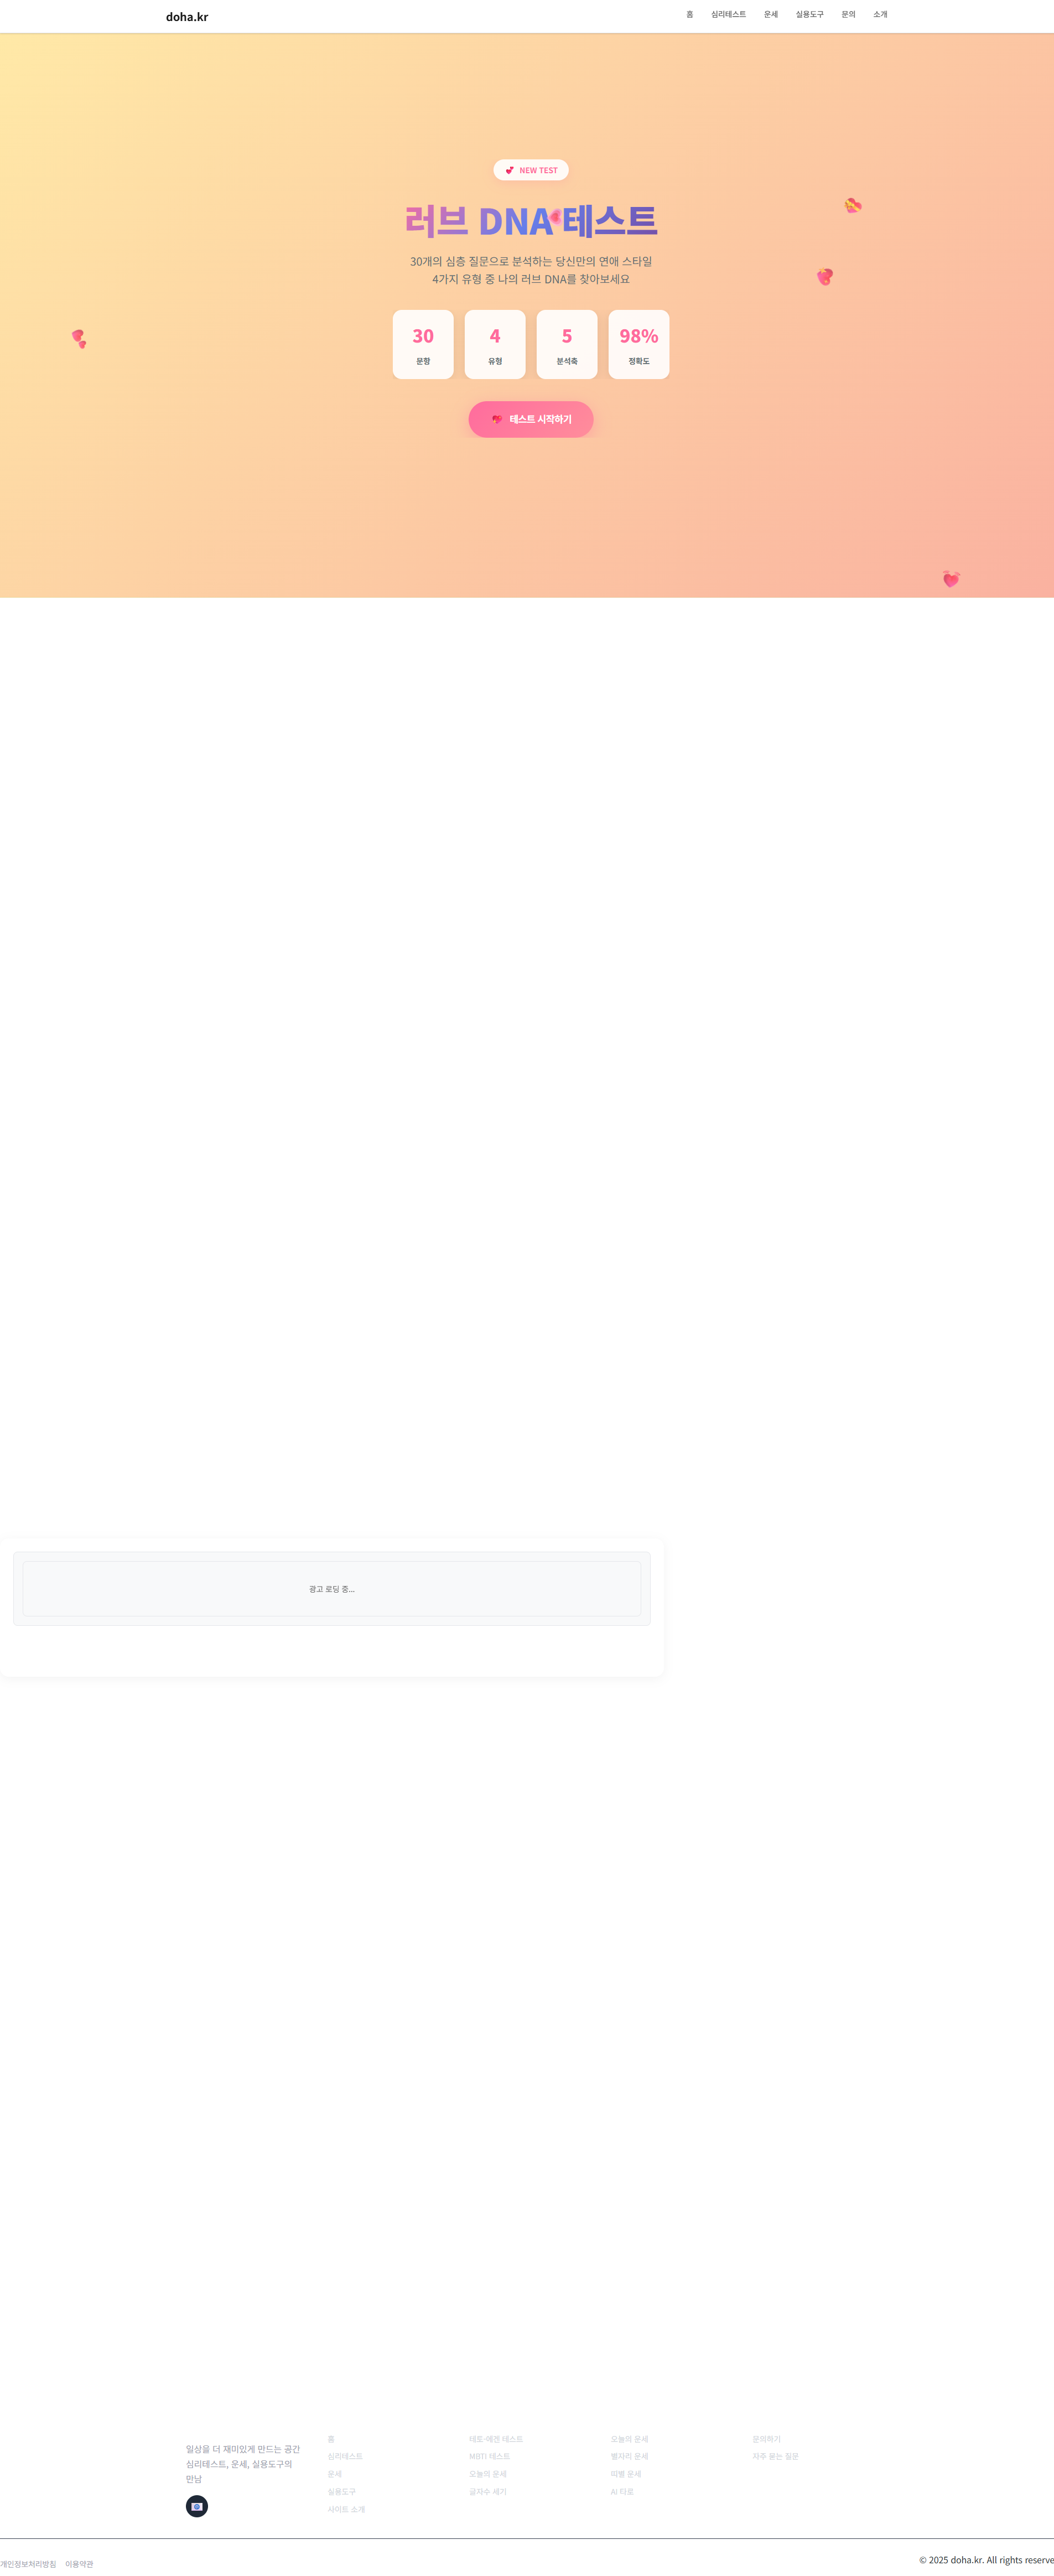 doha.kr
홈 심리테스트 운세 실용도구 문의 소개
NEW TEST
러브 DNA 테스트
30개의 심층 질문으로 분석하는 당신만의 연애 스타일
4가지 유형 중 나의 러브 DNA를 찾아보세요
30 4 5 98%
문항 유형 분석축 정확도
테스트 시작하기
광고 로딩 중...
일상을 더 재미있게 만드는 공간
심리테스트, 운세, 실용도구의
만남
홈
심리테스트
운세
실용도구
사이트 소개
테토-에겐 테스트
MBTI 테스트
오늘의 운세
글자수 세기
오늘의 운세
별자리 운세
띠별 운세
AI 타로
문의하기
자주 묻는 질문
개인정보처리방침 이용약관
© 2025 doha.kr. All rights reserve